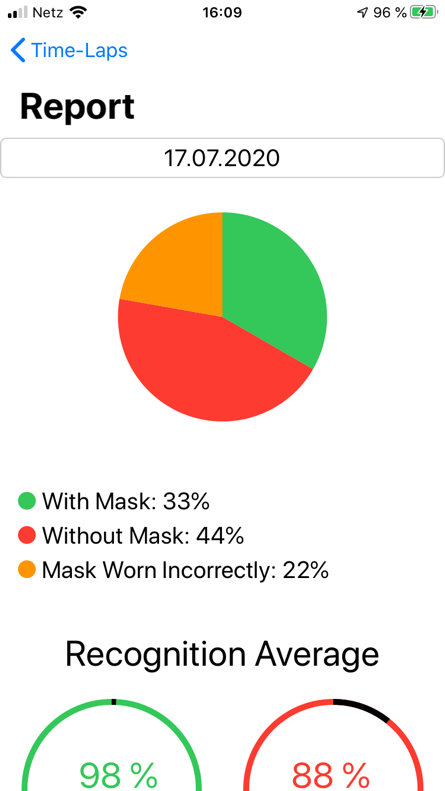 Netz 16:09 96 %
Time-Laps
Report
17.07.2020
With Mask: 33%
Without Mask: 44%
Mask Worn Incorrectly: 22%
Recognition Average
98 % 88 %